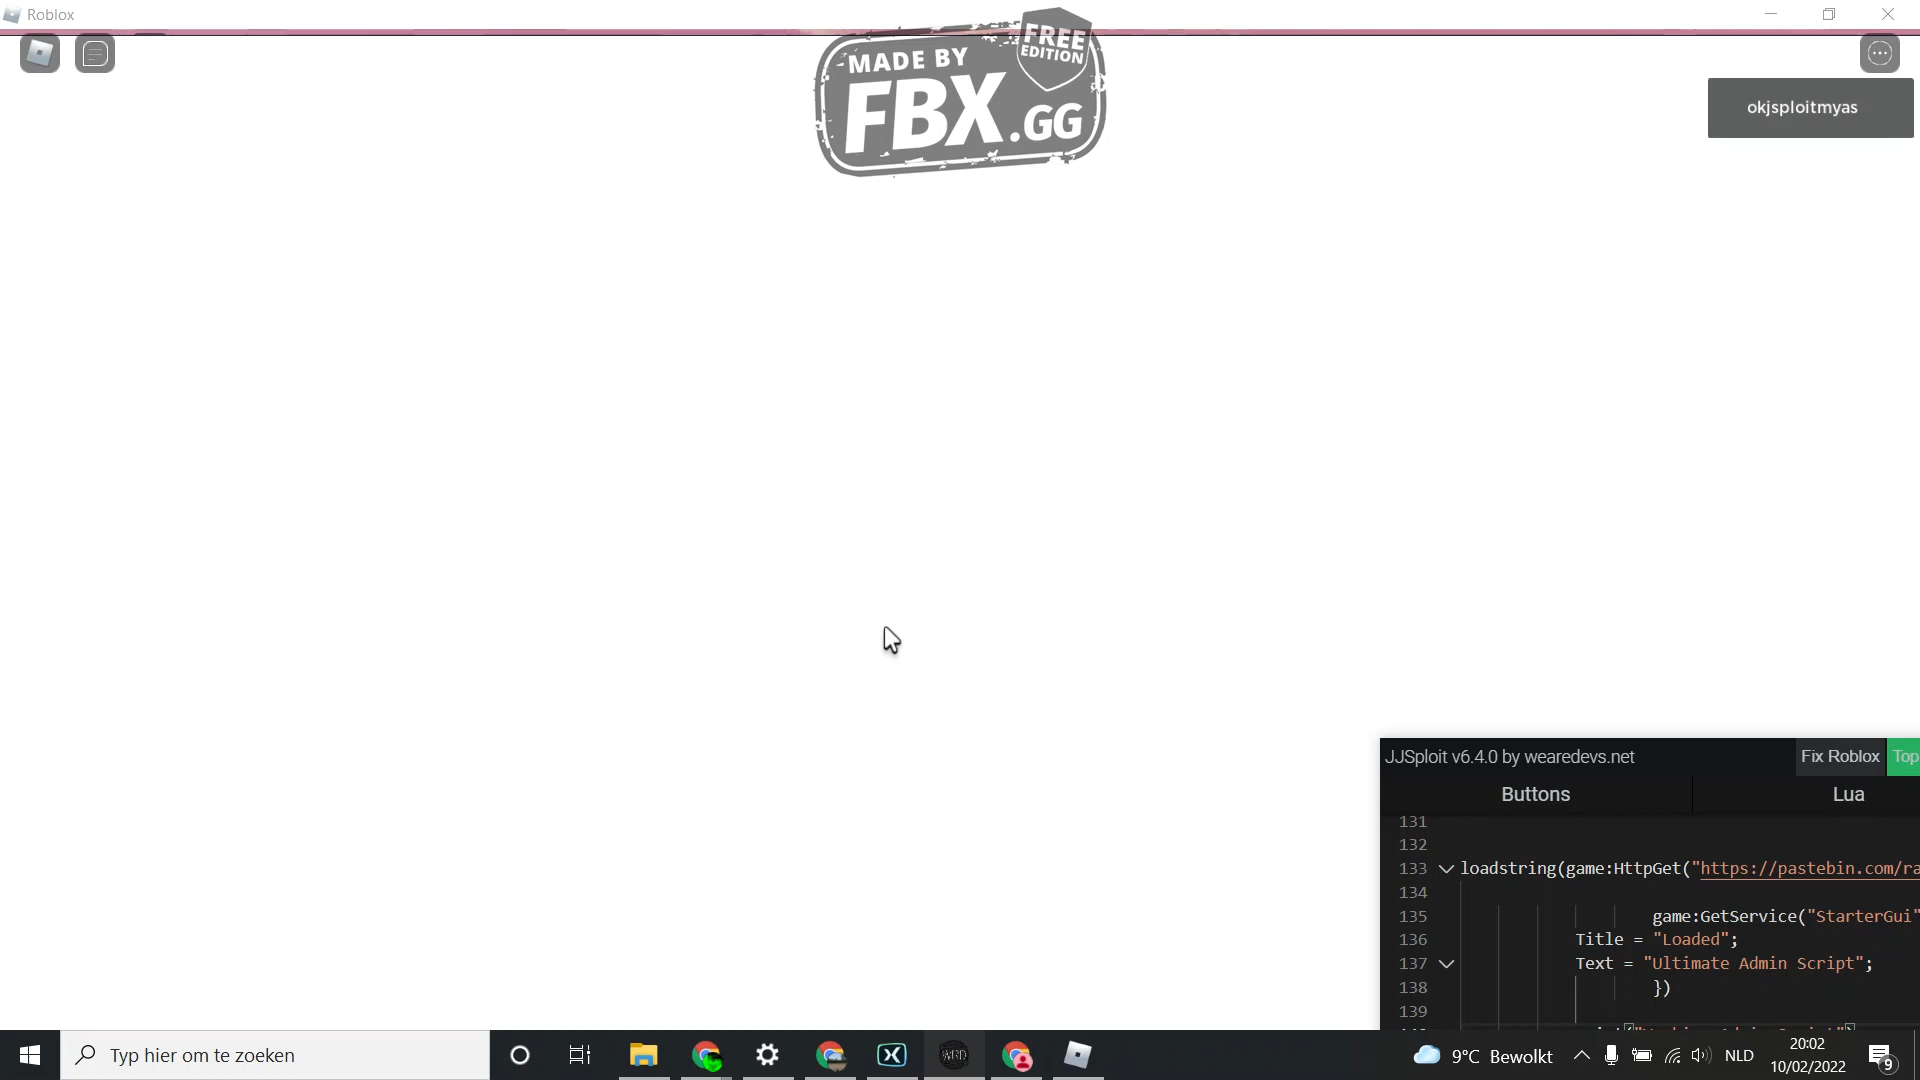 Roblox
MADE BY
FREE
EDITION
FBX.GG
okjsploitmyas
JJSploit v6.4.0 by wearedevs.net
Fix Roblox
Top
Buttons
Lua
131
132
133 loadstring(game:HttpGet("https://pastebin.com/ra
134
135 game:GetService("StarterGui"
136 Title = "Loaded";
137 Text = "Ultimate Admin Script";
138 })
139
Typ hier om te zoeken
WRD
9°C Bewolkt
NLD
20:02
10/02/2022
9